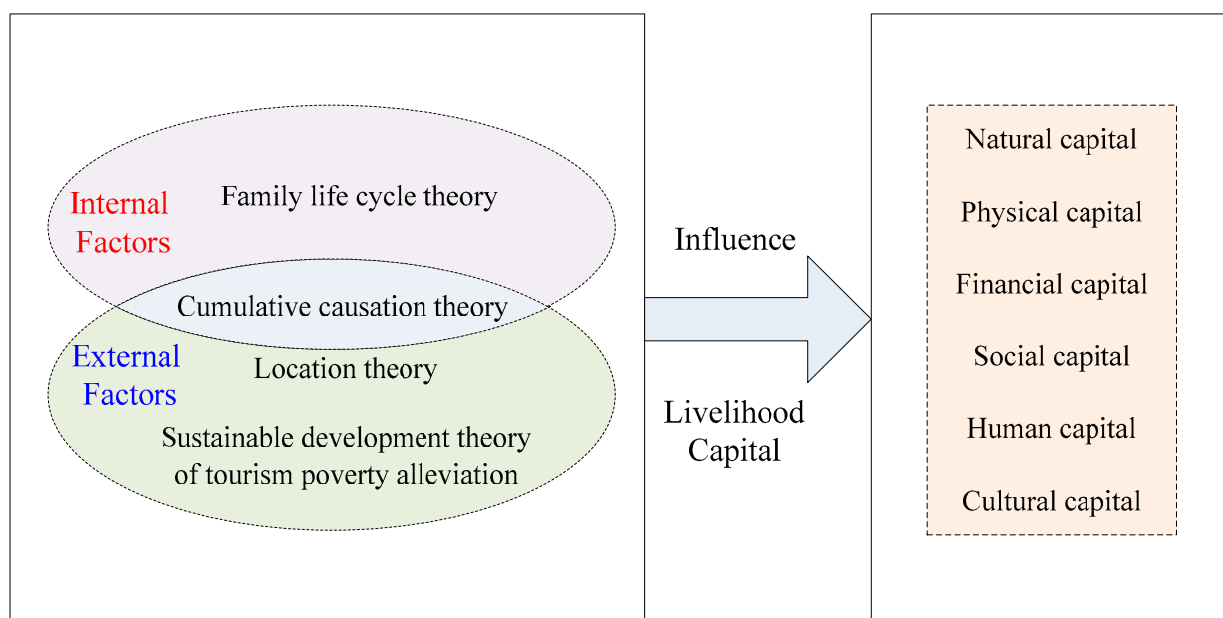 Internal
Factors
Family life cycle theory
Cumulative causation theory
External
Factors
Location theory
Sustainable development theory
of tourism poverty alleviation
Influence
Livelihood
Capital
Natural capital
Physical capital
Financial capital
Social capital
Human capital
Cultural capital